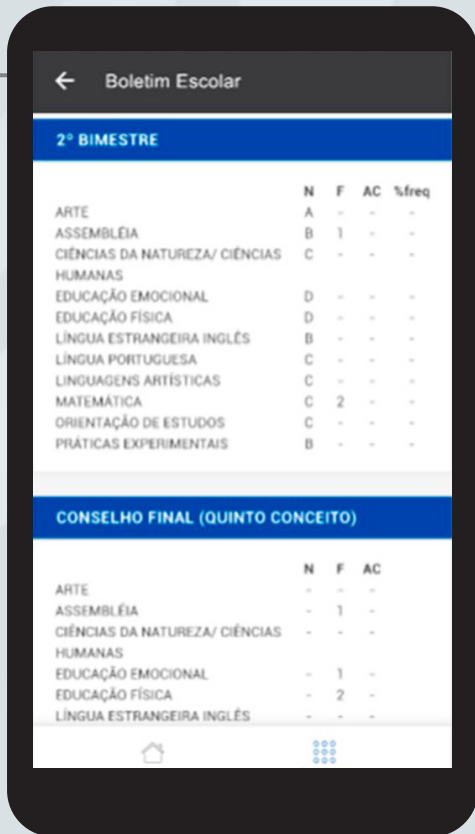 ← Boletim Escolar
2º BIMESTRE
N F AC %freq
ARTE A - - -
ASSEMBLÉIA B 1 - -
CIÊNCIAS DA NATUREZA/ CIÊNCIAS C - - -
HUMANAS
EDUCAÇÃO EMOCIONAL D - - -
EDUCAÇÃO FÍSICA D - - -
LÍNGUA ESTRANGEIRA INGLÊS B - - -
LÍNGUA PORTUGUESA C - - -
LINGUAGENS ARTÍSTICAS C - - -
MATEMÁTICA C 2 - -
ORIENTAÇÃO DE ESTUDOS C - - -
PRÁTICAS EXPERIMENTAIS B - - -
CONSELHO FINAL (QUINTO CONCEITO)
N F AC
ARTE - - -
ASSEMBLÉIA - 1 -
CIÊNCIAS DA NATUREZA/ CIÊNCIAS - - -
HUMANAS
EDUCAÇÃO EMOCIONAL - 1 -
EDUCAÇÃO FÍSICA - 2 -
LÍNGUA ESTRANGEIRA INGLÊS - - -